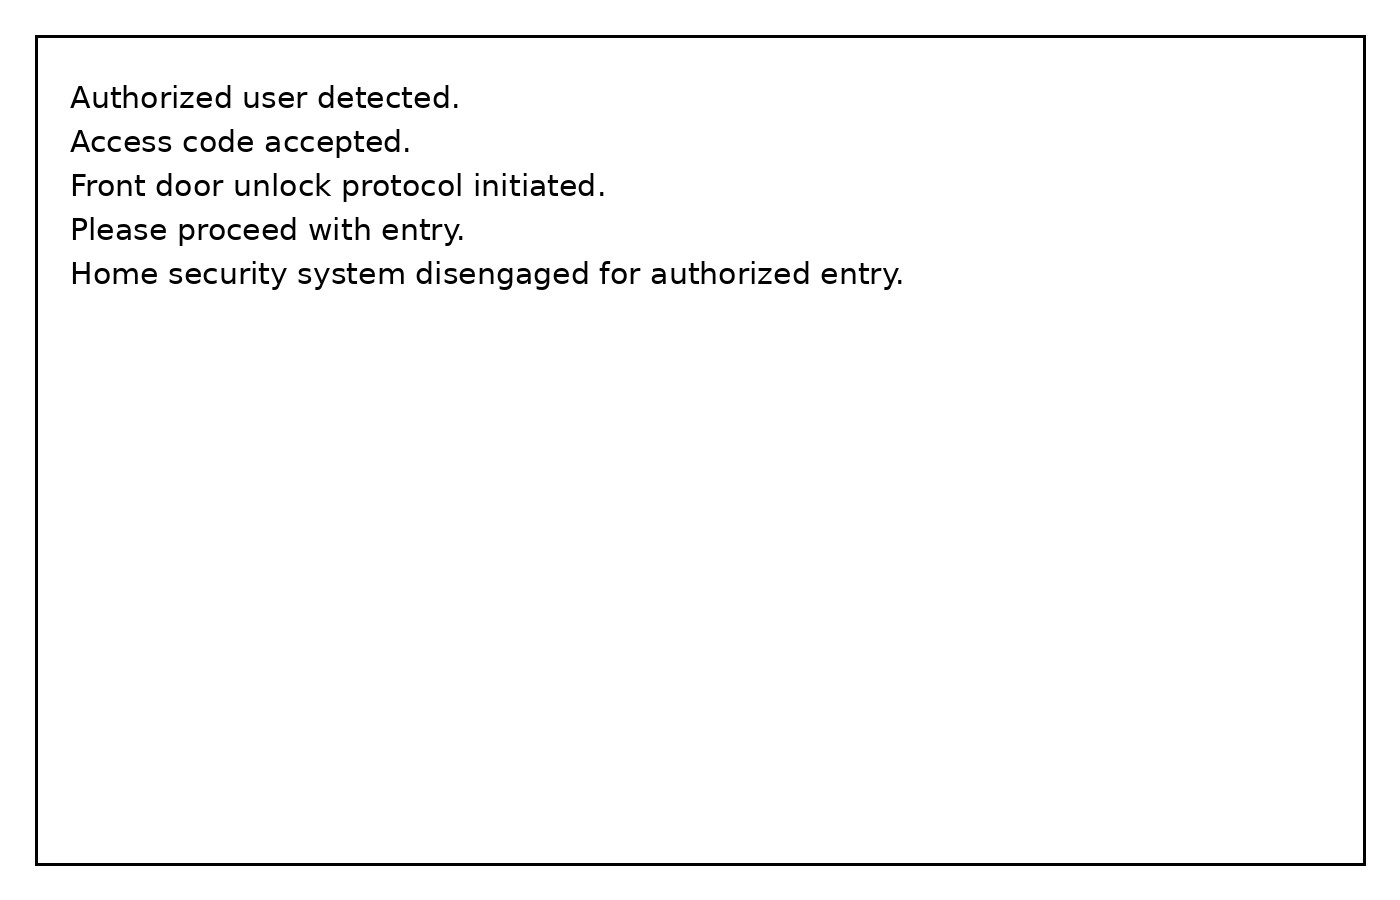 Authorized user detected.
Access code accepted.
Front door unlock protocol initiated.
Please proceed with entry.
Home security system disengaged for authorized entry.